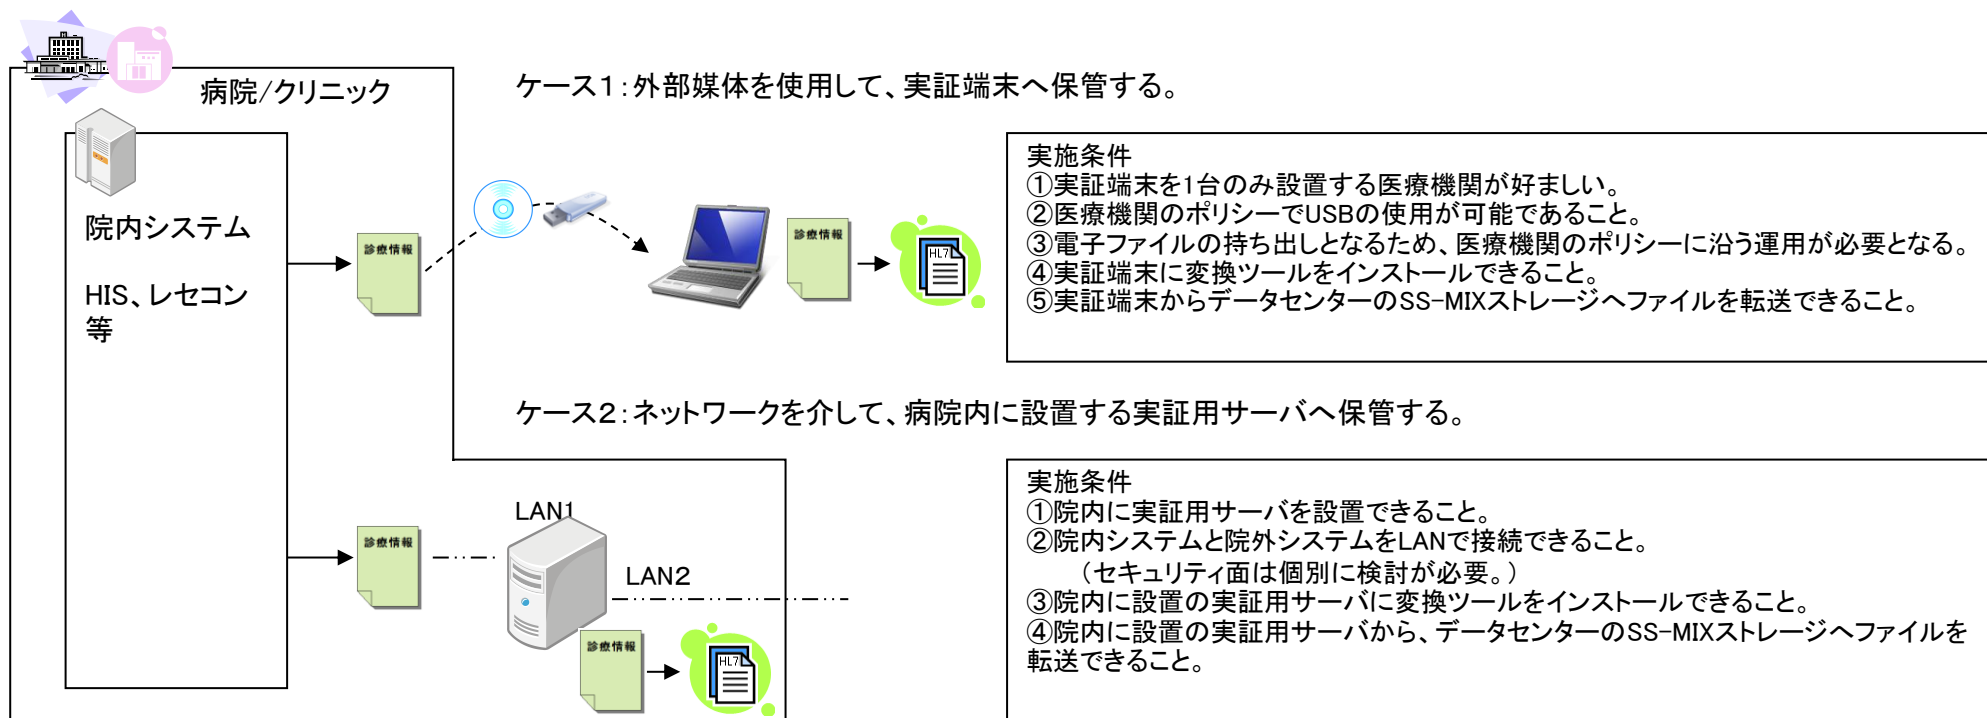 病院/クリニック
ケース1：外部媒体を使用して、実証端末へ保管する。
院内システム
HIS、レセコン
等
診療情報
診療情報
HL7
実施条件
①実証端末を1台のみ設置する医療機関が好ましい。
②医療機関のポリシーでUSBの使用が可能であること。
③電子ファイルの持ち出しとなるため、医療機関のポリシーに沿う運用が必要となる。
④実証端末に変換ツールをインストールできること。
⑤実証端末からデータセンターのSS-MIXストレージへファイルを転送できること。
ケース2：ネットワークを介して、病院内に設置する実証用サーバへ保管する。
診療情報
LAN1
LAN2
診療情報
HL7
実施条件
①院内に実証用サーバを設置できること。
②院内システムと院外システムをLANで接続できること。
（セキュリティ面は個別に検討が必要。）
③院内に設置の実証用サーバに変換ツールをインストールできること。
④院内に設置の実証用サーバから、データセンターのSS-MIXストレージへファイルを
転送できること。